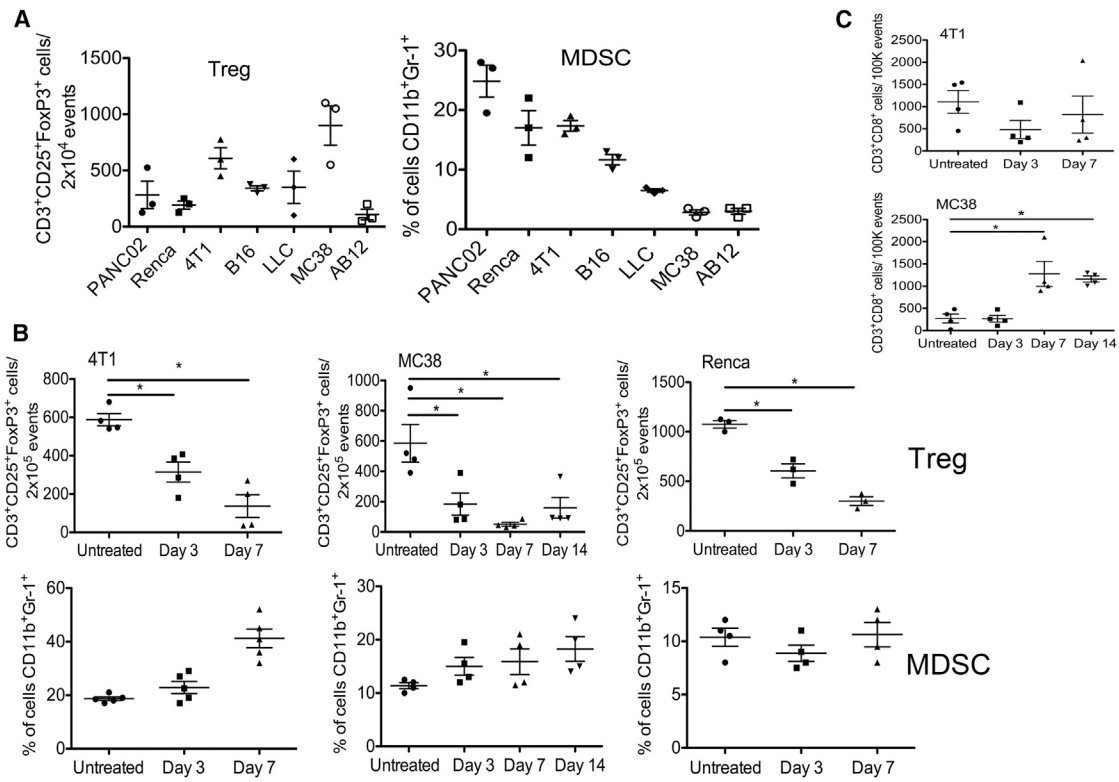 A
CD3+CD25+FoxP3+ cells/
2x10⁴ events
Treg
1500
1000
500
0
PANC02
Renca
4T1
B16
LLC
MC38
AB12
% of cells CD11b+Gr-1+
MDSC
30
20
10
0
PANC02
Renca
4T1
B16
LLC
MC38
AB12
C
4T1
CD3+CD8+ cells/ 100K events
2500
2000
1500
1000
500
0
Untreated
Day 3
Day 7
MC38
CD3+CD8+ cells/ 100K events
2500
2000
1500
1000
500
0
*
*
Untreated
Day 3
Day 7
Day 14
B
4T1
CD3+CD25+FoxP3+ cells/
2x10⁵ events
800
600
400
200
0
*
*
Untreated
Day 3
Day 7
MC38
CD3+CD25+FoxP3+ cells/
2x10⁵ events
1000
800
600
400
200
0
*
*
*
Untreated
Day 3
Day 7
Day 14
Renca
CD3+CD25+FoxP3+ cells/
2x10⁵ events
1500
1000
500
0
*
*
Untreated
Day 3
Day 7
Treg
% of cells CD11b+Gr-1+
60
40
20
0
Untreated
Day 3
Day 7
% of cells CD11b+Gr-1+
30
20
10
0
Untreated
Day 3
Day 7
Day 14
% of cells CD11b+Gr-1+
15
10
5
0
Untreated
Day 3
Day 7
MDSC